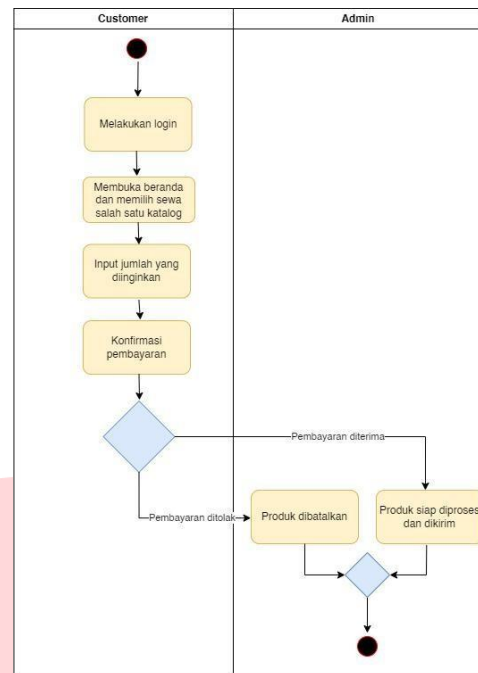 Customer
Admin
Melakukan login
Membuka beranda
dan memilih sewa
salah satu katalog
Input jumlah yang
diinginkan
Konfirmasi
pembayaran
Pembayaran diterima
Pembayaran ditolak
Produk dibatalkan
Produk siap diproses
dan dikirim